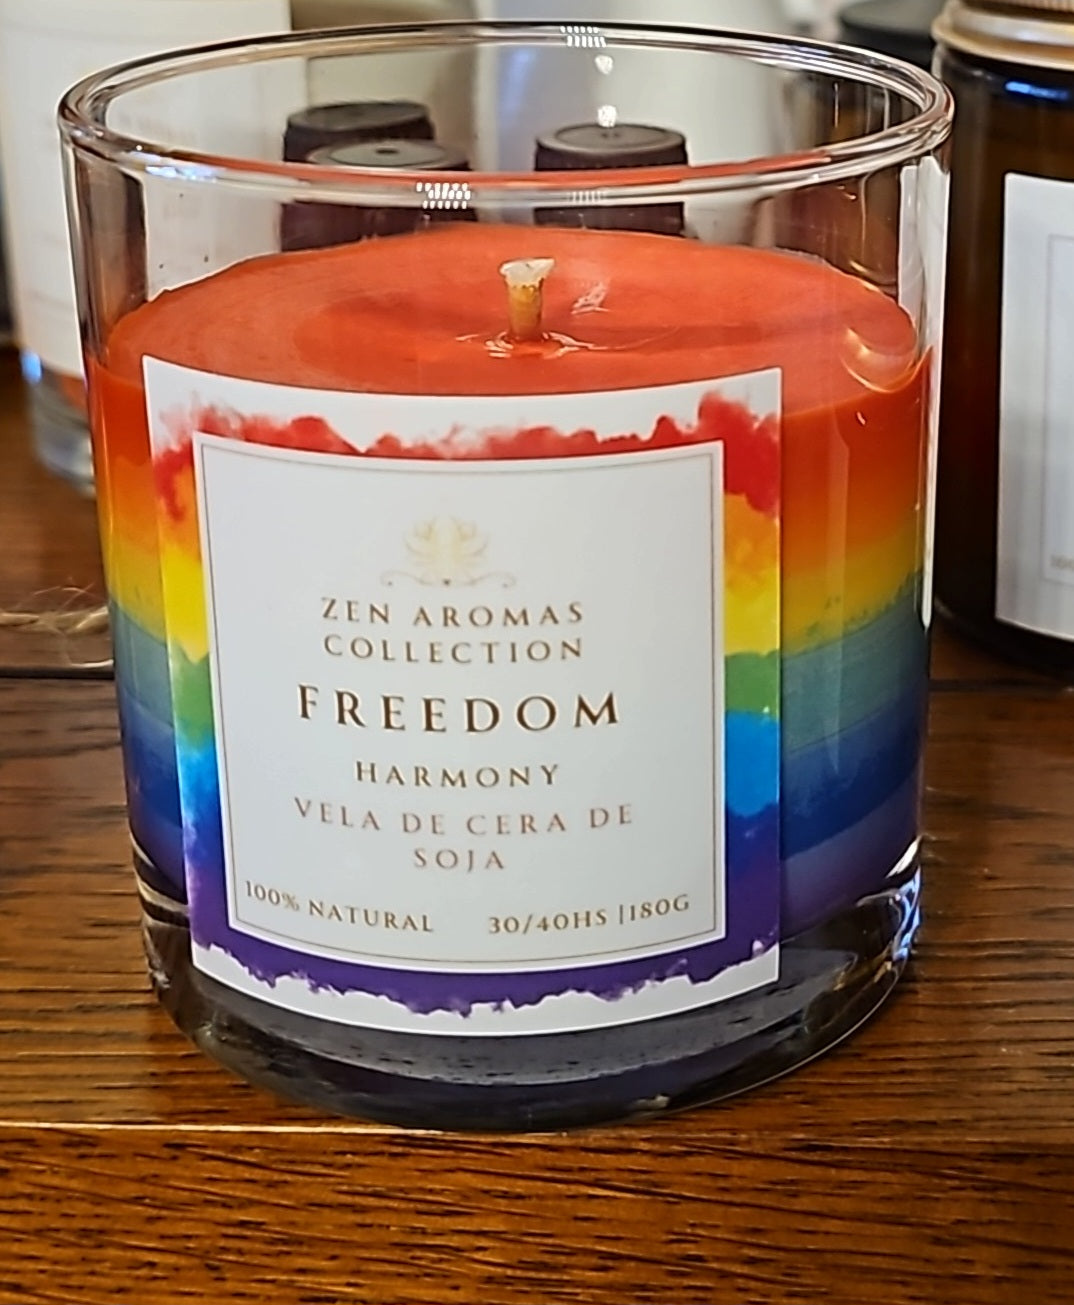 ZEN AROMAS
COLLECTION
FREEDOM
HARMONY
VELA DE CERA DE
SOJA
100% NATURAL 30/40HS |180G